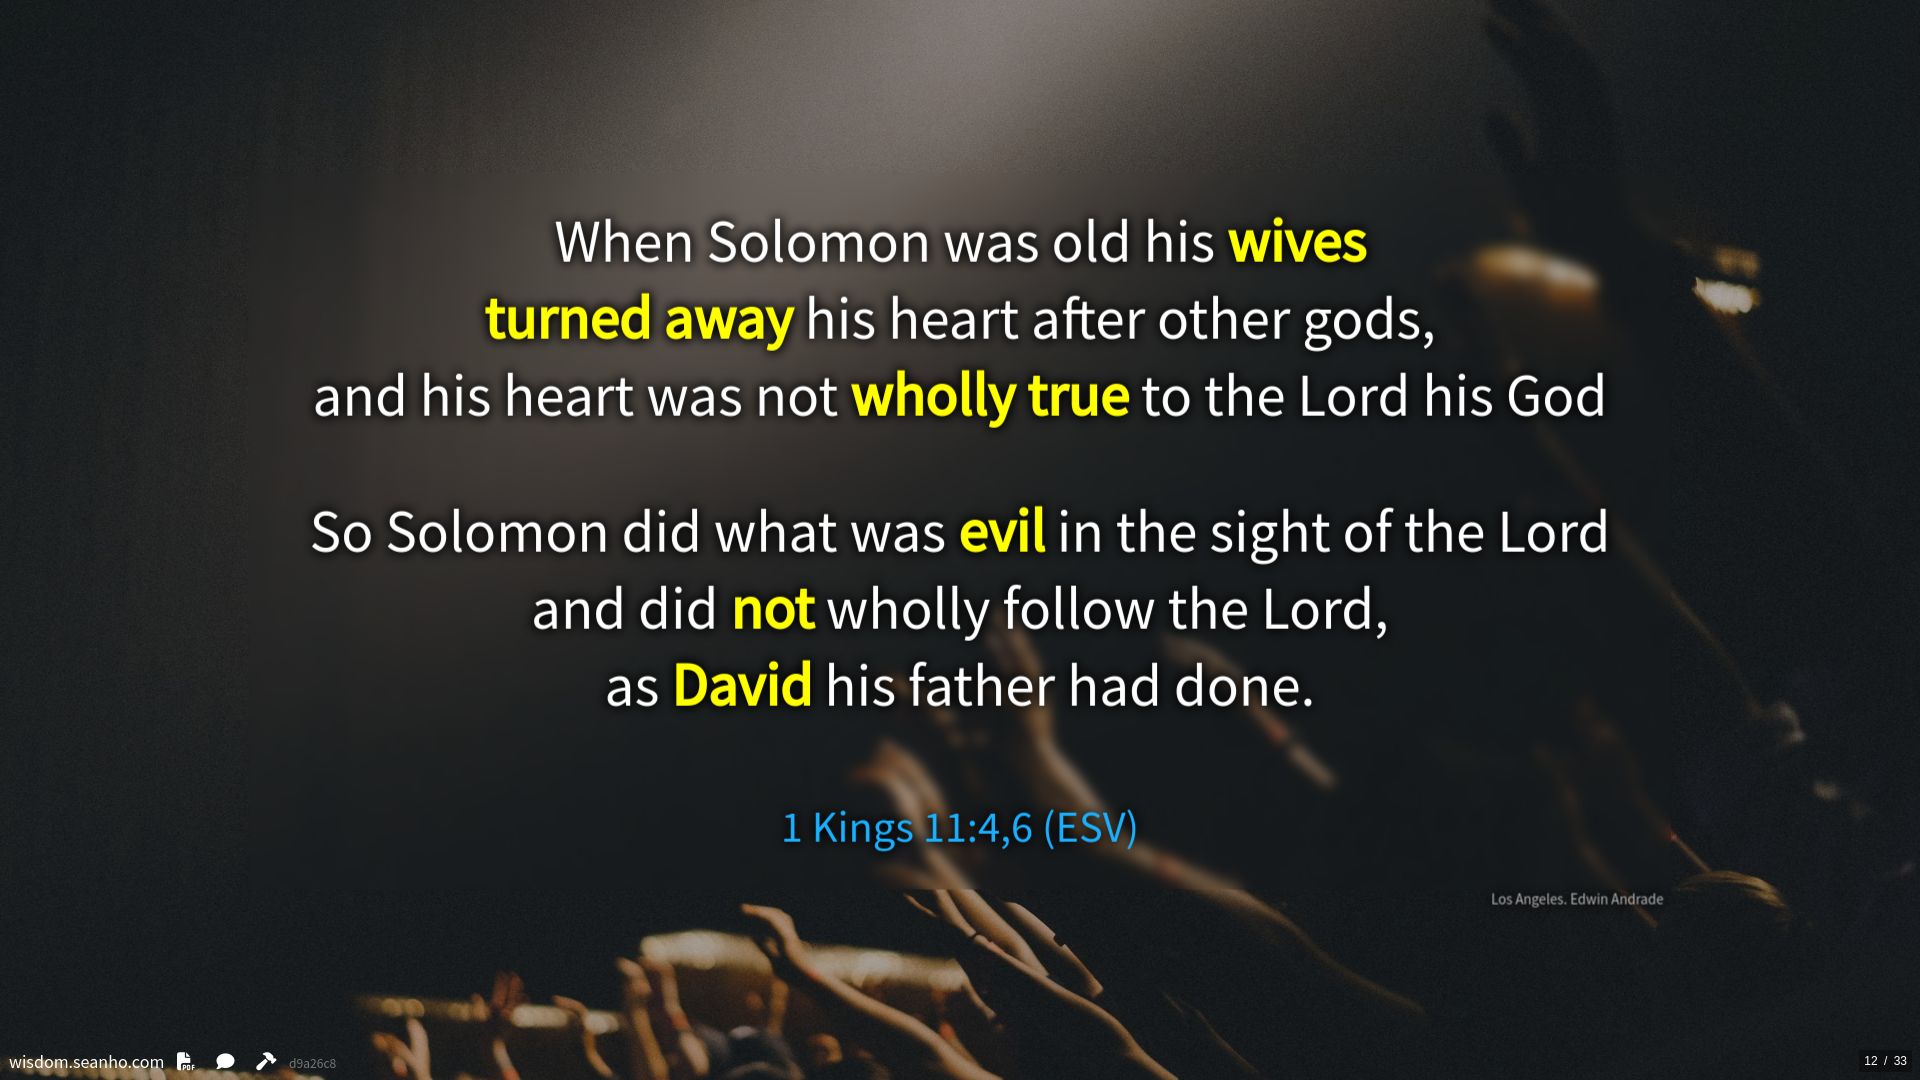 When Solomon was old his wives
turned away his heart after other gods,
and his heart was not wholly true to the Lord his God
So Solomon did what was evil in the sight of the Lord
and did not wholly follow the Lord,
as David his father had done.
1 Kings 11:4,6 (ESV)
Los Angeles. Edwin Andrade
wisdom.seanho.com PDF d9a26c8
12 / 33